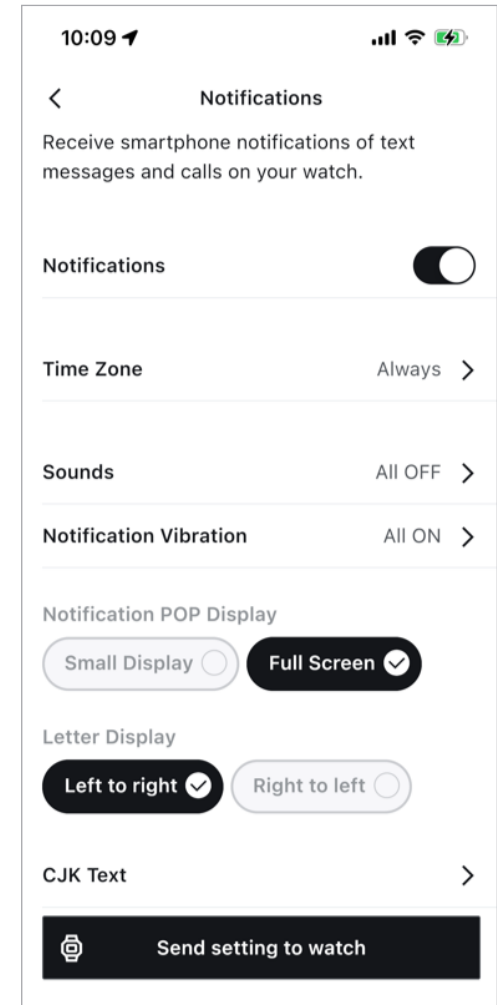 10:09
Notifications
Receive smartphone notifications of text
messages and calls on your watch.
Notifications
Time Zone Always
Sounds All OFF
Notification Vibration All ON
Notification POP Display
Small Display Full Screen
Letter Display
Left to right Right to left
CJK Text
Send setting to watch